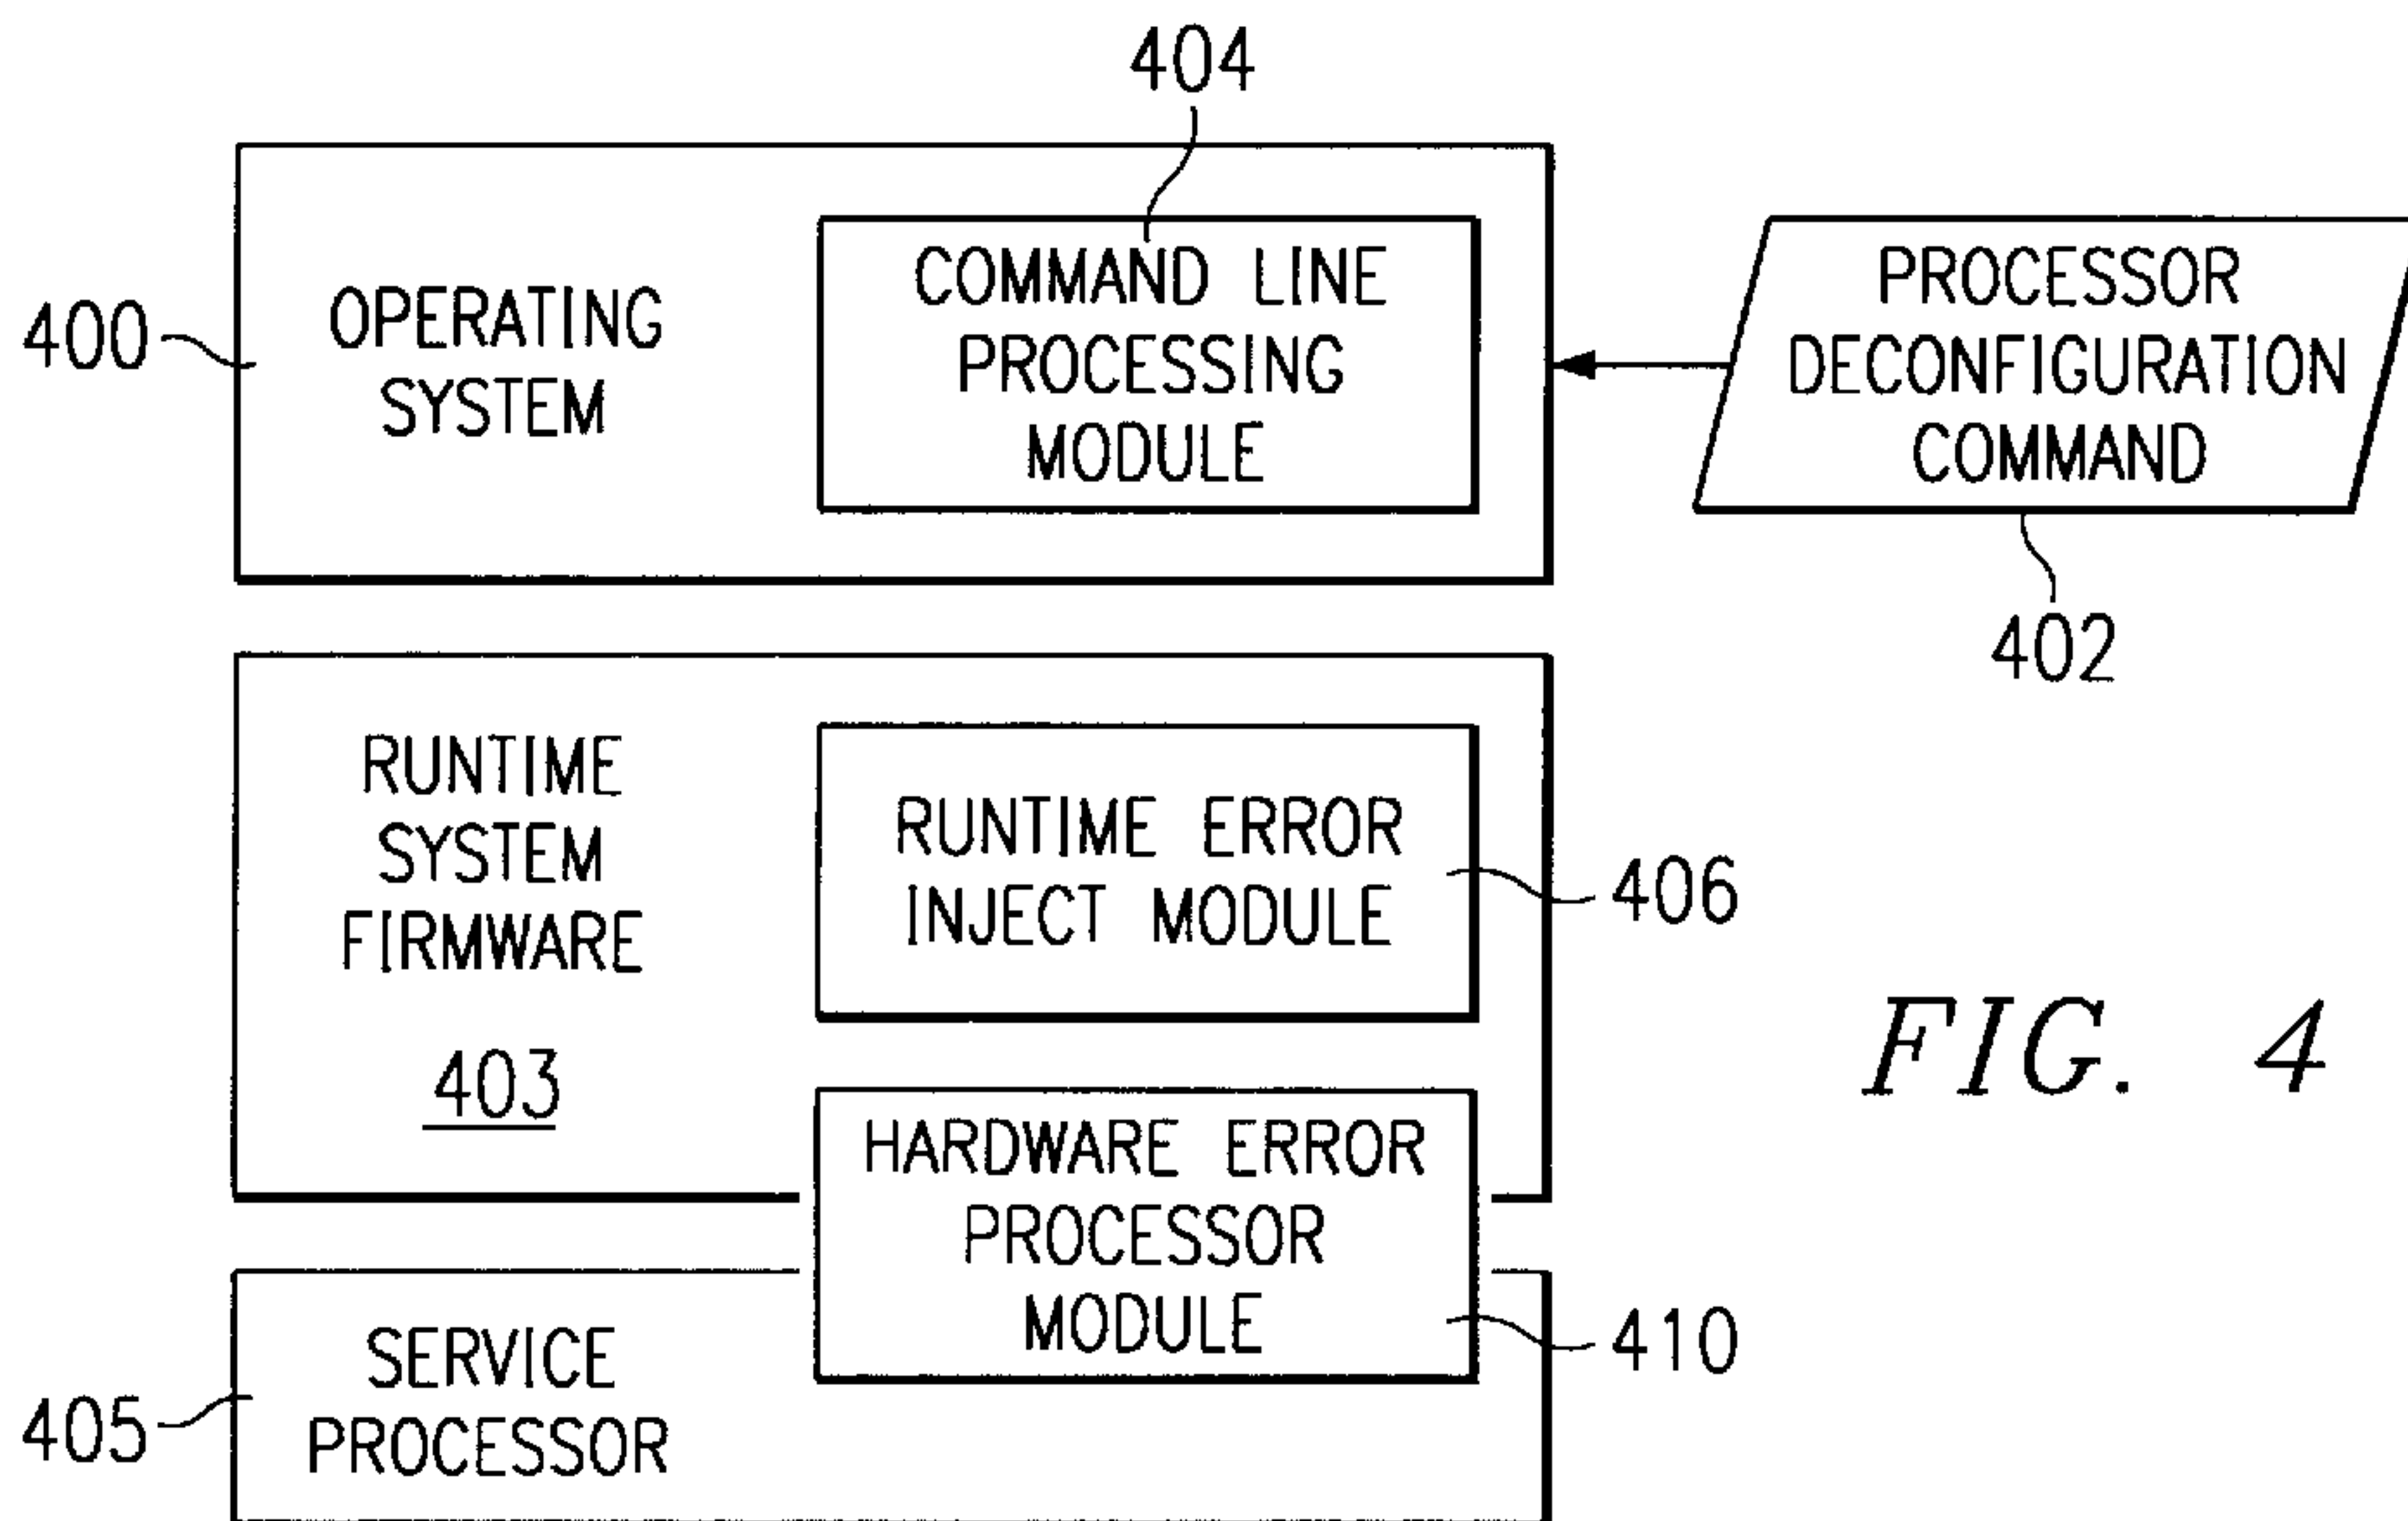 404
400
OPERATING
SYSTEM
COMMAND LINE
PROCESSING
MODULE
PROCESSOR
DECONFIGURATION
COMMAND
402
RUNTIME
SYSTEM
FIRMWARE
403
RUNTIME ERROR
INJECT MODULE
406
FIG. 4
HARDWARE ERROR
PROCESSOR
MODULE
410
405
SERVICE
PROCESSOR